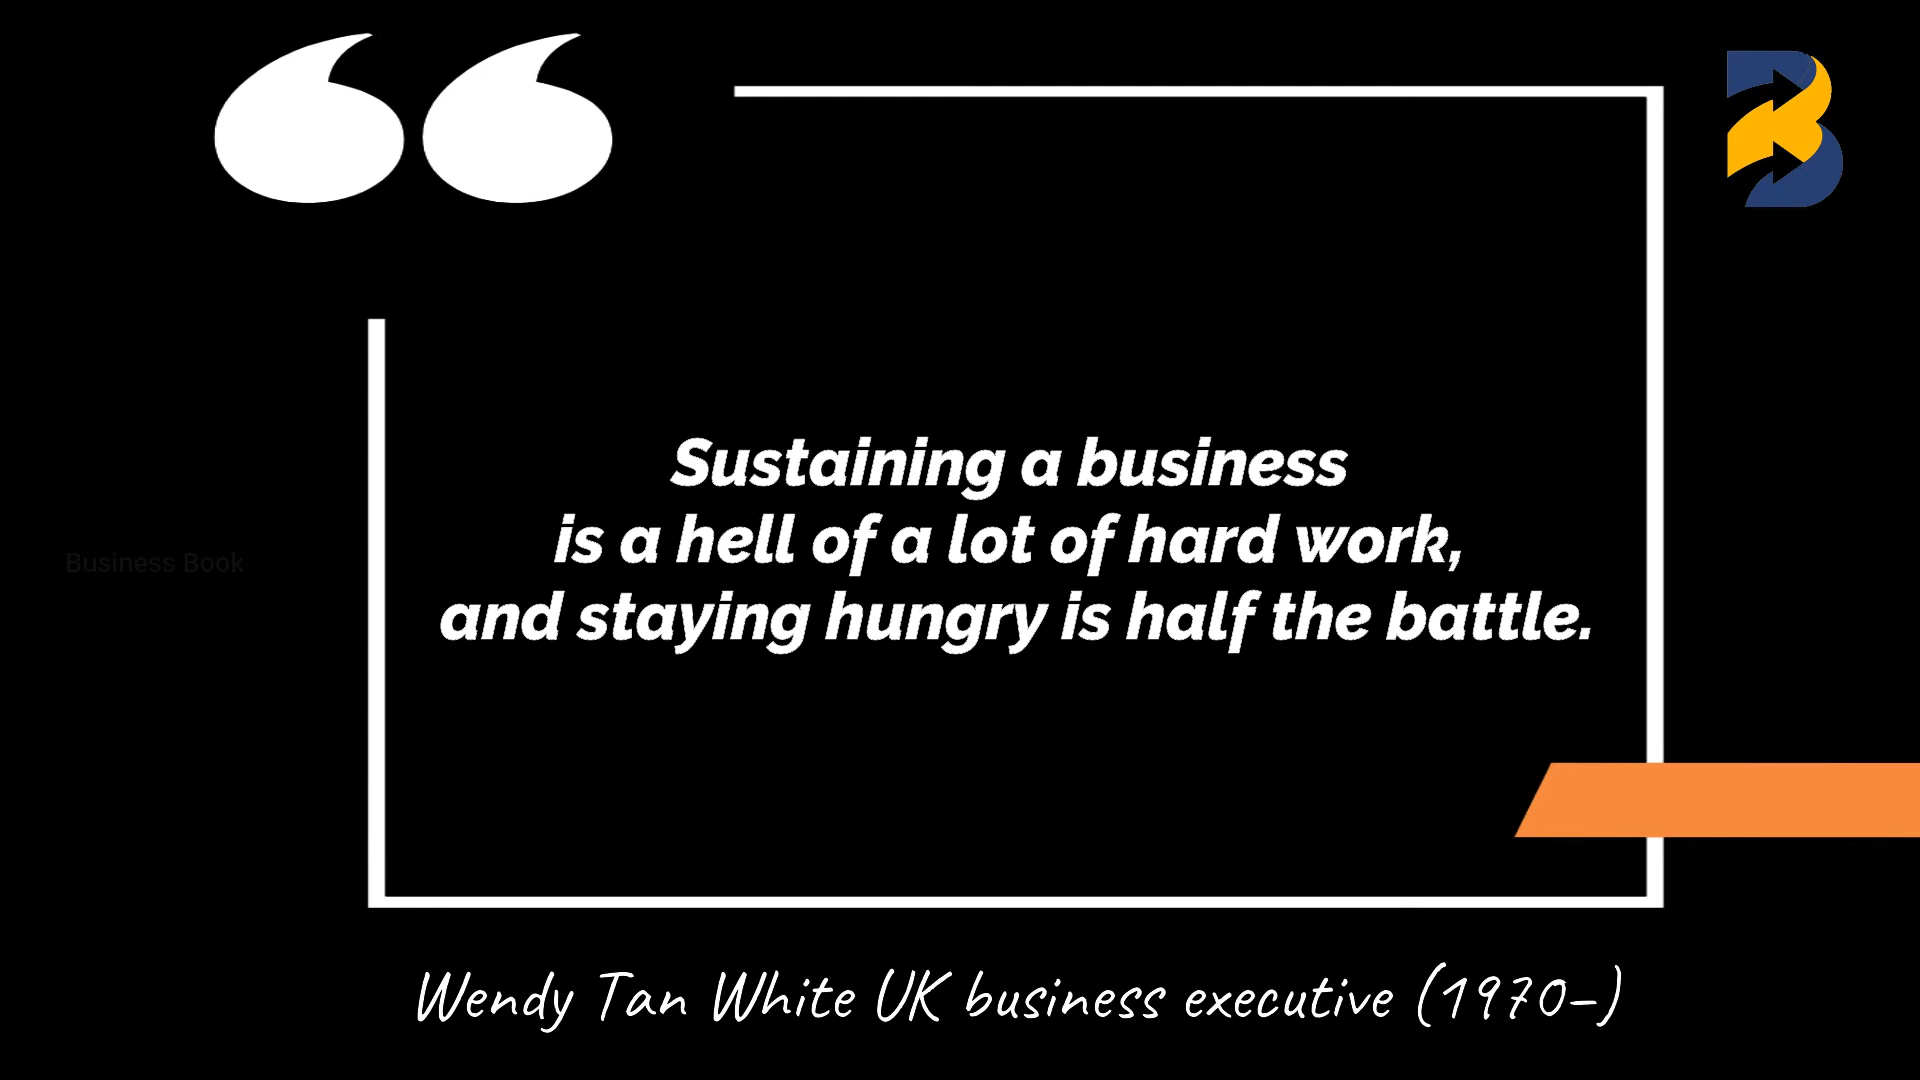 Sustaining a business
is a hell of a lot of hard work,
and staying hungry is half the battle.
Business Book
Wendy Tan White UK business executive (1970–)